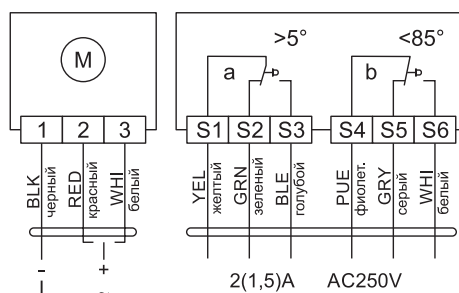 M
>5°
<85°
a
b
1 2 3
S1 S2 S3 S4 S5 S6
BLK
черный
RED
красный
WHI
белый
YEL
желтый
GRN
зеленый
BLE
голубой
PUE
фиолет.
GRY
серый
WHI
белый
- +
2(1,5)A AC250V